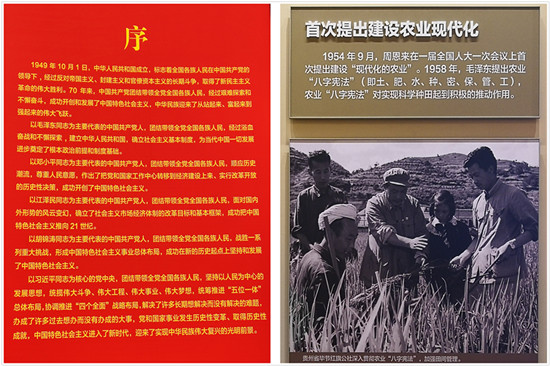 序
1949年10月1日，中华人民共和国成立，标志着全国各族人民在中国共产党的
领导下，经过反对帝国主义、封建主义和官僚资本主义的长期斗争，取得了新民主主义
革命的伟大胜利。70年来，中国共产党团结带领全党全国各族人民，经过艰难探索和
不懈奋斗，成功开创和发展了中国特色社会主义，中华民族迎来了从站起来、富起来到
强起来的伟大飞跃。
以毛泽东同志为主要代表的中国共产党人，团结带领全党全国各族人民，经过浴血
奋战和不懈探索，建立中华人民共和国，确立社会主义基本制度，为当代中国一切发展
进步奠定了根本政治前提和制度基础。
以邓小平同志为主要代表的中国共产党人，团结带领全党全国各族人民，顺应历史
潮流，尊重人民意愿，作出了把党和国家工作中心转移到经济建设上来、实行改革开放
的历史性决策，成功开创了中国特色社会主义。
以江泽民同志为主要代表的中国共产党人，团结带领全党全国各族人民，面对国内
外形势的风云变幻，确立了社会主义市场经济体制的改革目标和基本框架，成功把中国
特色社会主义推向21世纪。
以胡锦涛同志为主要代表的中国共产党人，团结带领全党全国各族人民，战胜一系
列重大挑战，形成中国特色社会主义事业总体布局，成功在新的历史起点上坚持和发展
了中国特色社会主义。
以习近平同志为核心的党中央，团结带领全党全国各族人民，坚持以人民为中心的
发展思想，统揽伟大斗争、伟大工程、伟大事业、伟大梦想，统筹推进“五位一体”
总体布局，协调推进“四个全面”战略布局，解决了许多长期想解决而没有解决的难题，
办成了许多过去想办而没有办成的大事，党和国家事业发生历史性变革、取得历史性
成就，中国特色社会主义进入了新时代，迎来了实现中华民族伟大复兴的光明前景。
首次提出建设农业现代化
1954年9月，周恩来在一届全国人大一次会议上首
次提出建设“现代化的农业”。1958年，毛泽东提出农业
“八字宪法”（即土、肥、水、种、密、保、管、工），
农业“八字宪法”对实现科学种田起到积极的推动作用。
贵州省毕节红旗公社深入贯彻农业“八字宪法”，加强田间管理。